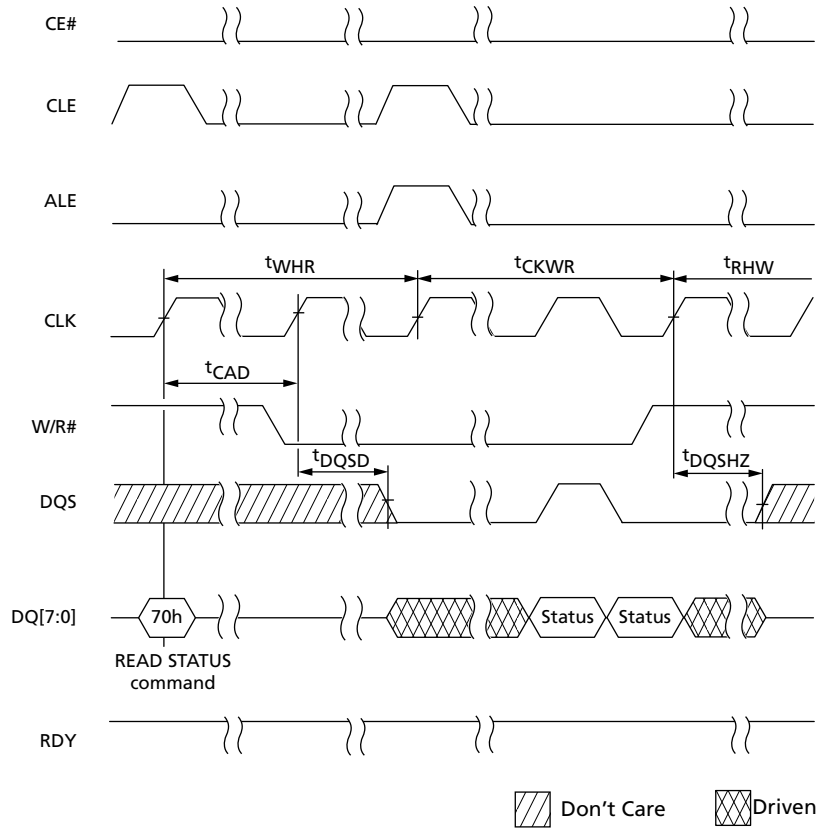 CE#
CLE
ALE
tWHR tCKWR tRHW
CLK
tCAD
W/R#
tDQSD tDQSHZ
DQS
DQ[7:0] 70h Status Status
READ STATUS
command
RDY
Don't Care Driven